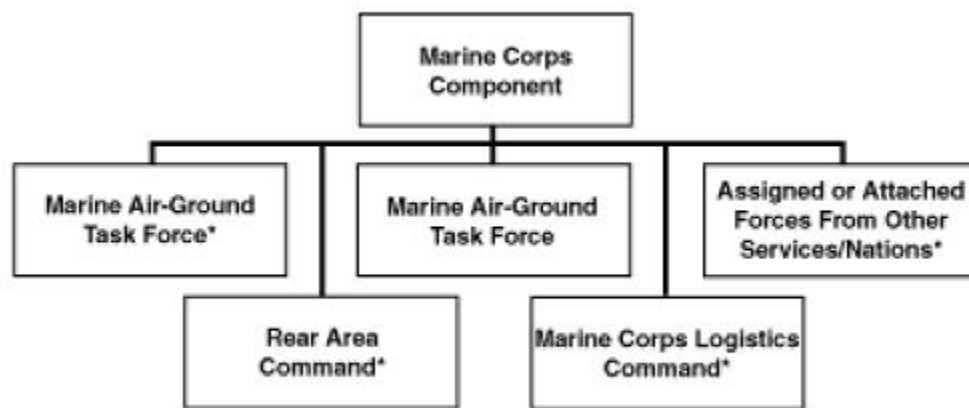 Marine Corps
Component
Marine Air-Ground
Task Force*
Marine Air-Ground
Task Force
Assigned or Attached
Forces From Other
Services/Nations*
Rear Area
Command*
Marine Corps Logistics
Command*